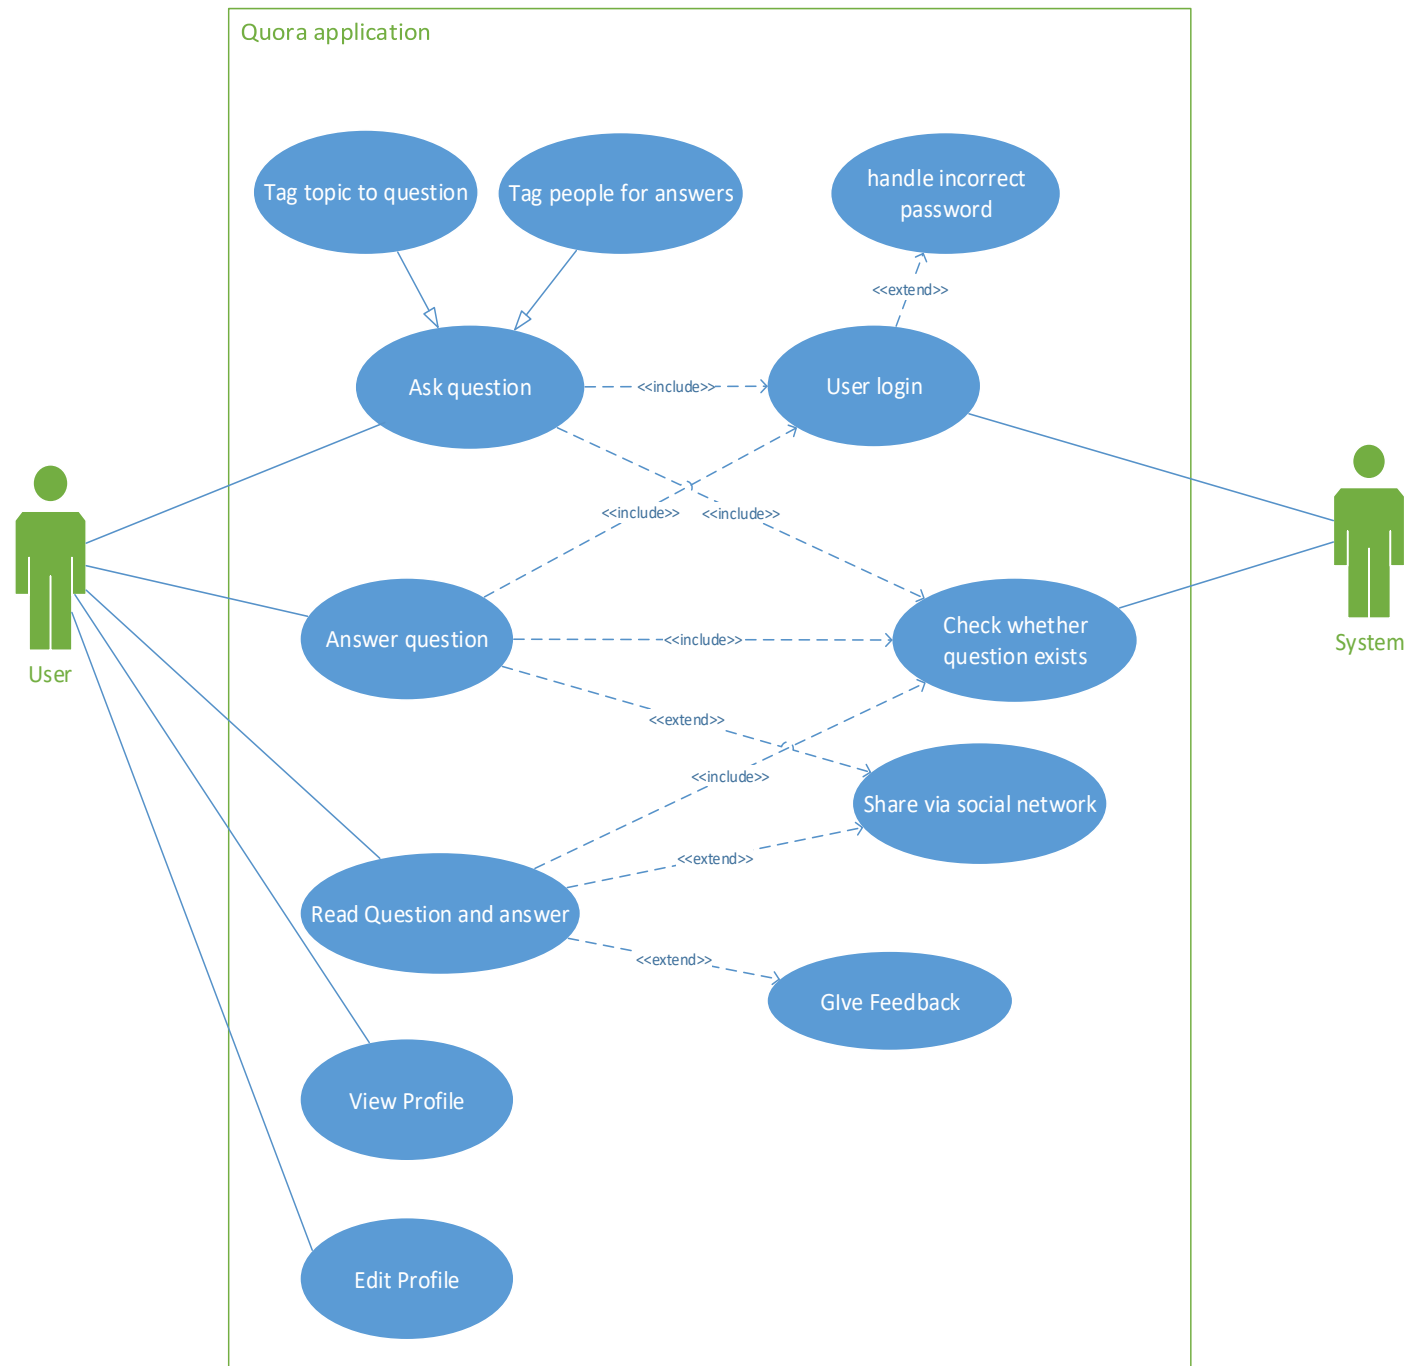 Quora application
Tag topic to question
Tag people for answers
handle incorrect
password
<<extend>>
Ask question
<<include>>
User login
<<include>>
<<include>>
User
Answer question
<<include>>
Check whether
question exists
System
<<extend>>
<<include>>
Share via social network
<<extend>>
Read Question and answer
<<extend>>
GIve Feedback
View Profile
Edit Profile